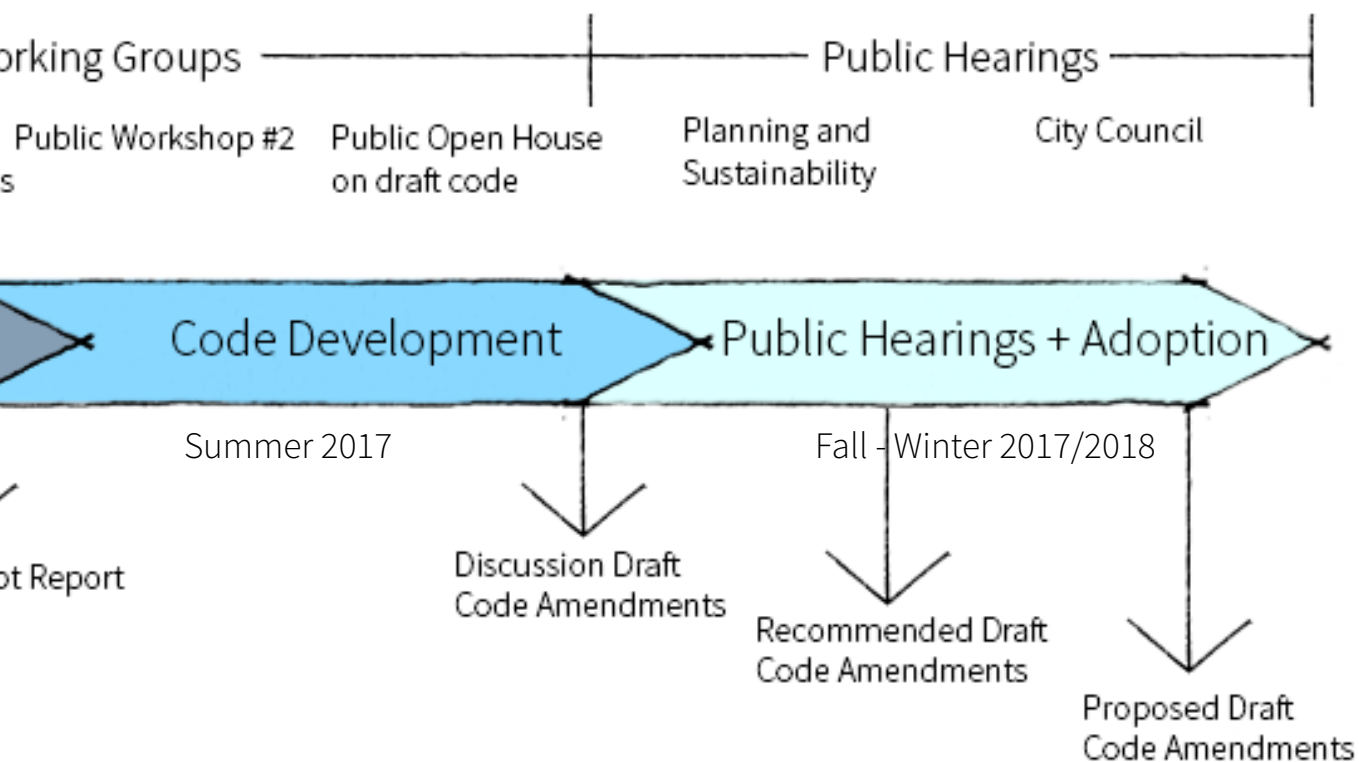 orking Groups
Public Hearings
Public Workshop #2
s
Public Open House
on draft code
Planning and
Sustainability
City Council
Code Development
Public Hearings + Adoption
Summer 2017
Fall - Winter 2017/2018
pt Report
Discussion Draft
Code Amendments
Recommended Draft
Code Amendments
Proposed Draft
Code Amendments